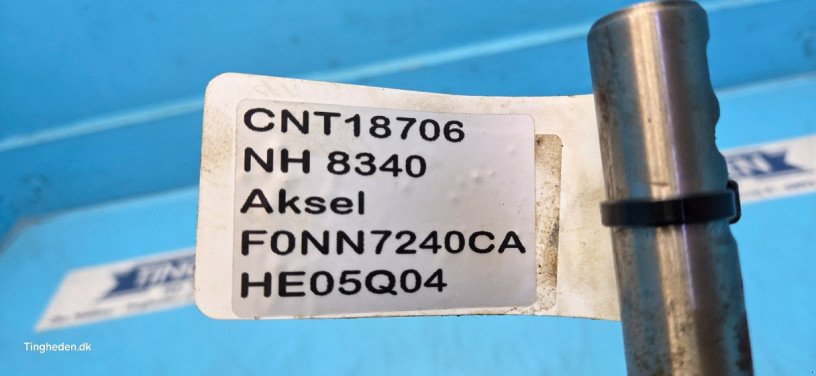 CNT18706
NH 8340
Aksel
F0NN7240CA
HE05Q04
Tingheden.dk